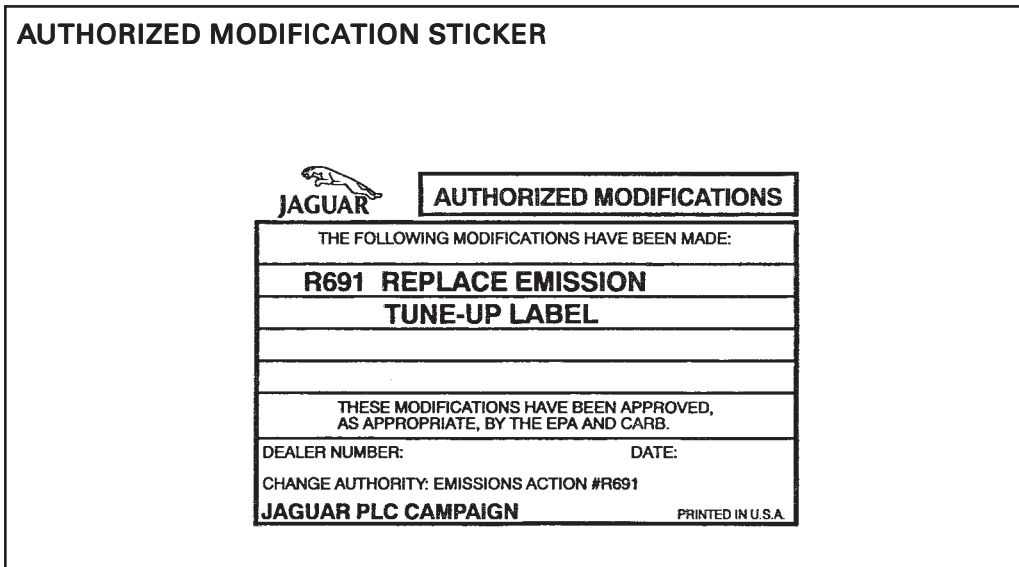 AUTHORIZED MODIFICATION STICKER
JAGUAR
AUTHORIZED MODIFICATIONS
THE FOLLOWING MODIFICATIONS HAVE BEEN MADE:
R691 REPLACE EMISSION
TUNE-UP LABEL
THESE MODIFICATIONS HAVE BEEN APPROVED,
AS APPROPRIATE, BY THE EPA AND CARB.
DEALER NUMBER: DATE:
CHANGE AUTHORITY: EMISSIONS ACTION #R691
JAGUAR PLC CAMPAIGN PRINTED IN U.S.A.